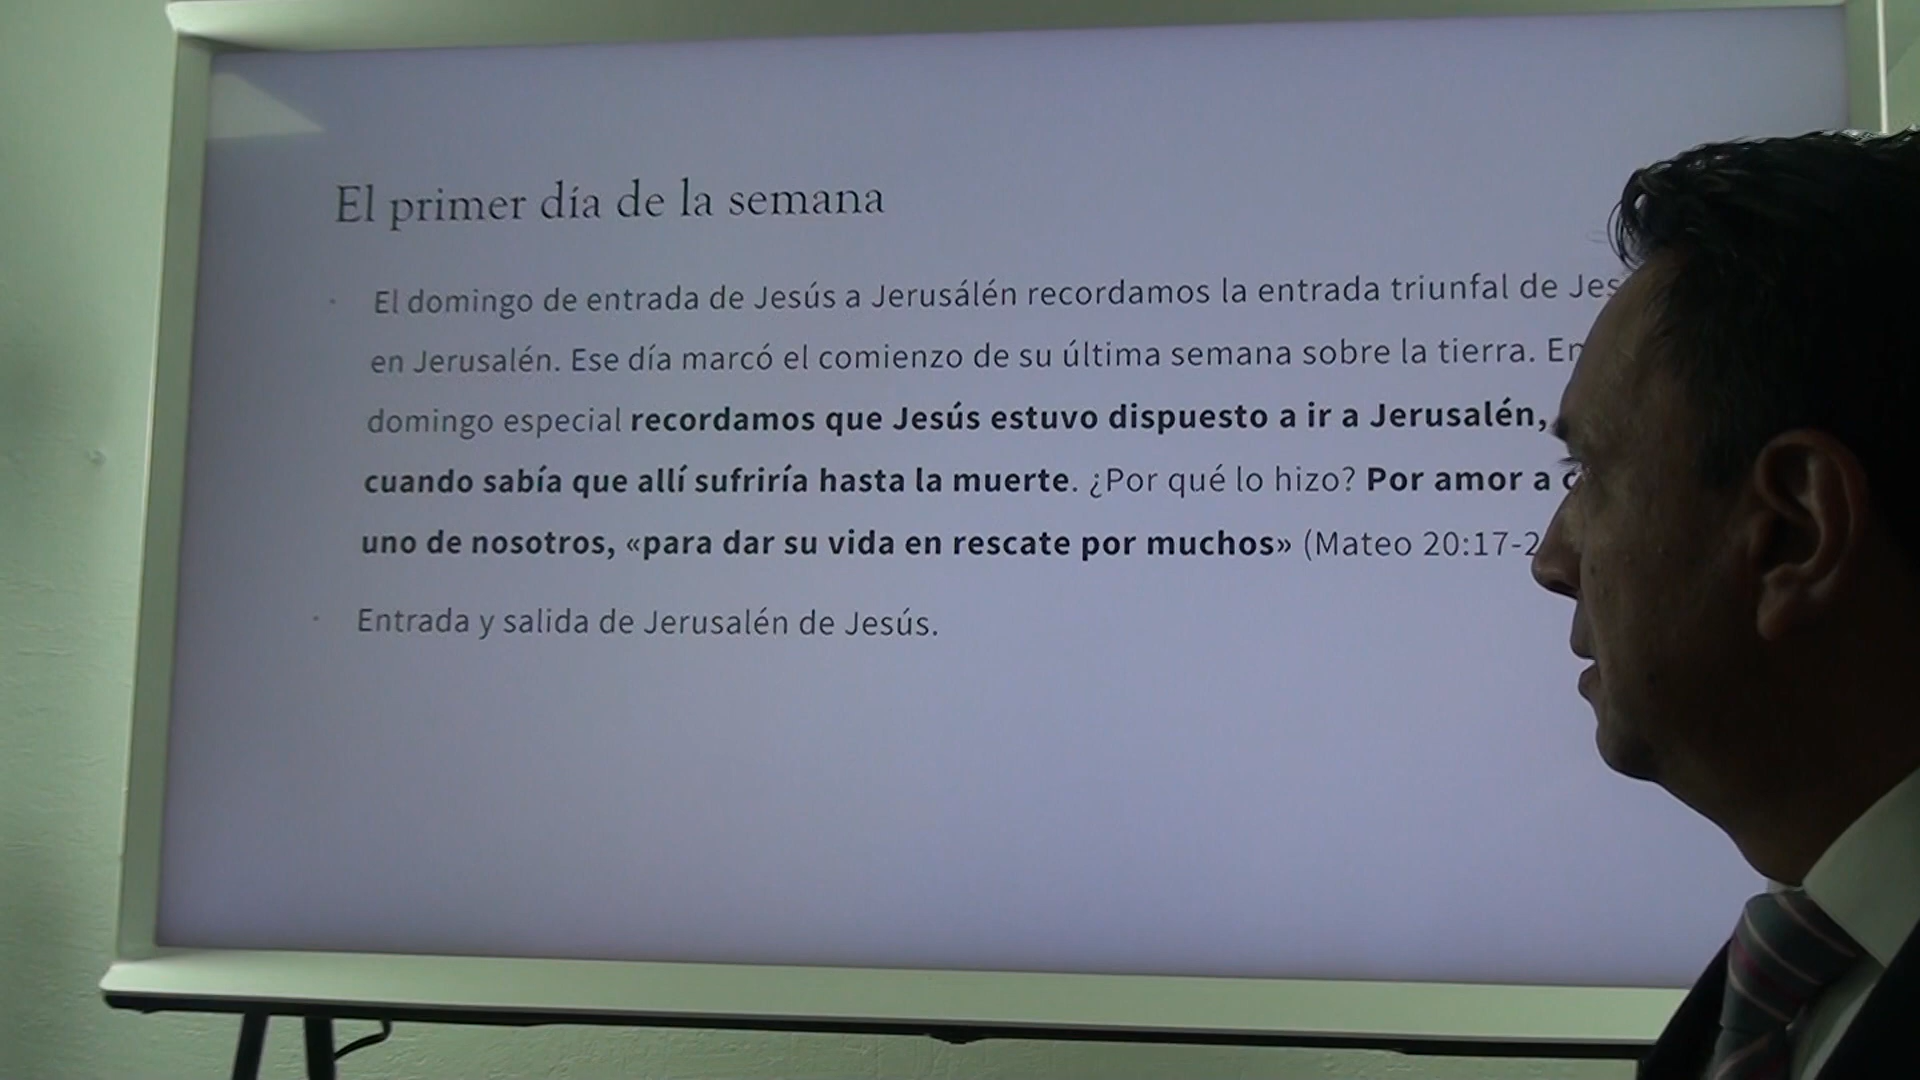 El primer día de la semana
El domingo de entrada de Jesús a Jerusálén recordamos la entrada triunfal de
en Jerusalén. Ese día marcó el comienzo de su última semana sobre la tierra.
domingo especial recordamos que Jesús estuvo dispuesto a ir a Jerusalén,
cuando sabía que allí sufriría hasta la muerte. ¿Por qué lo hizo? Por amor a
uno de nosotros, «para dar su vida en rescate por muchos» (Mateo
Entrada y salida de Jerusalén de Jesús.